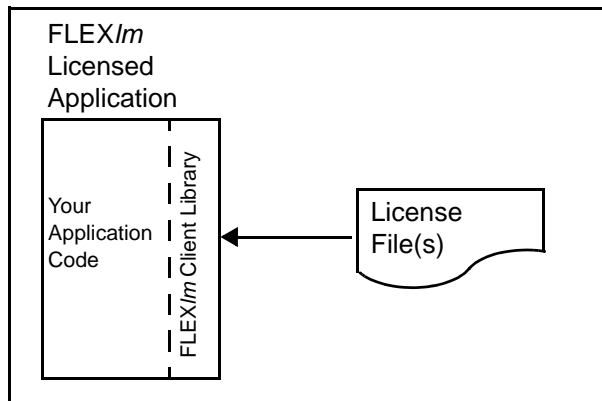 FLEXlm
Licensed
Application
Your
Application
Code
FLEXlm Client Library
License
File(s)